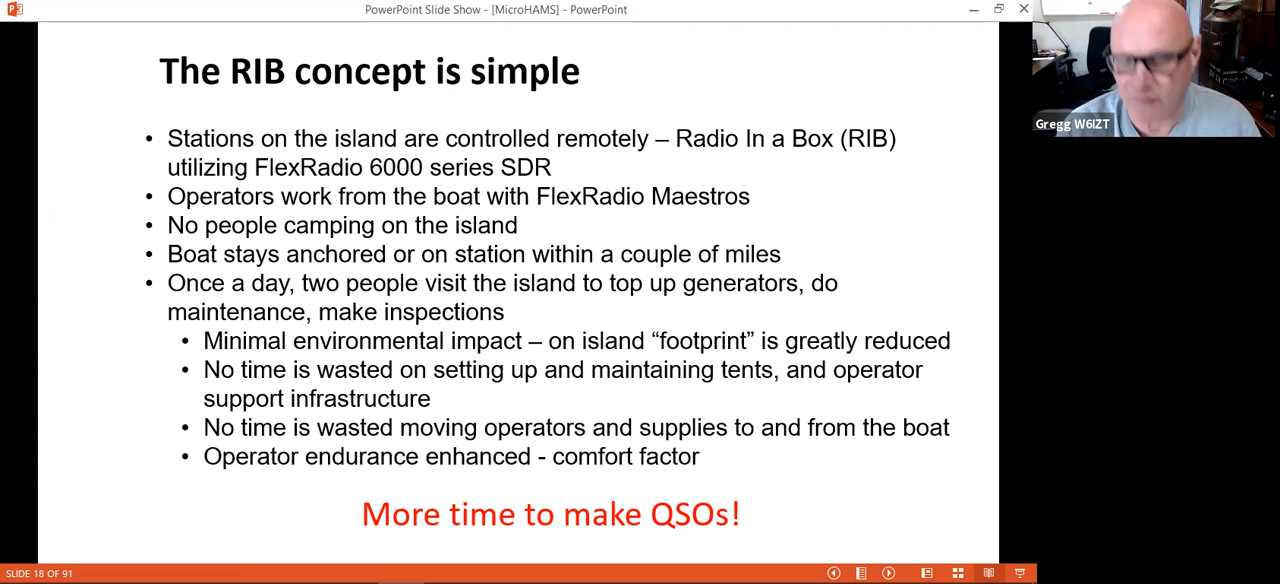 PowerPoint Slide Show - [MicroHAMS] - PowerPoint
The RIB concept is simple
• Stations on the island are controlled remotely – Radio In a Box (RIB)
utilizing FlexRadio 6000 series SDR
• Operators work from the boat with FlexRadio Maestros
• No people camping on the island
• Boat stays anchored or on station within a couple of miles
• Once a day, two people visit the island to top up generators, do
maintenance, make inspections
• Minimal environmental impact – on island “footprint” is greatly reduced
• No time is wasted on setting up and maintaining tents, and operator
support infrastructure
• No time is wasted moving operators and supplies to and from the boat
• Operator endurance enhanced - comfort factor
More time to make QSOs!
SLIDE 18 OF 91
Gregg W6IZT